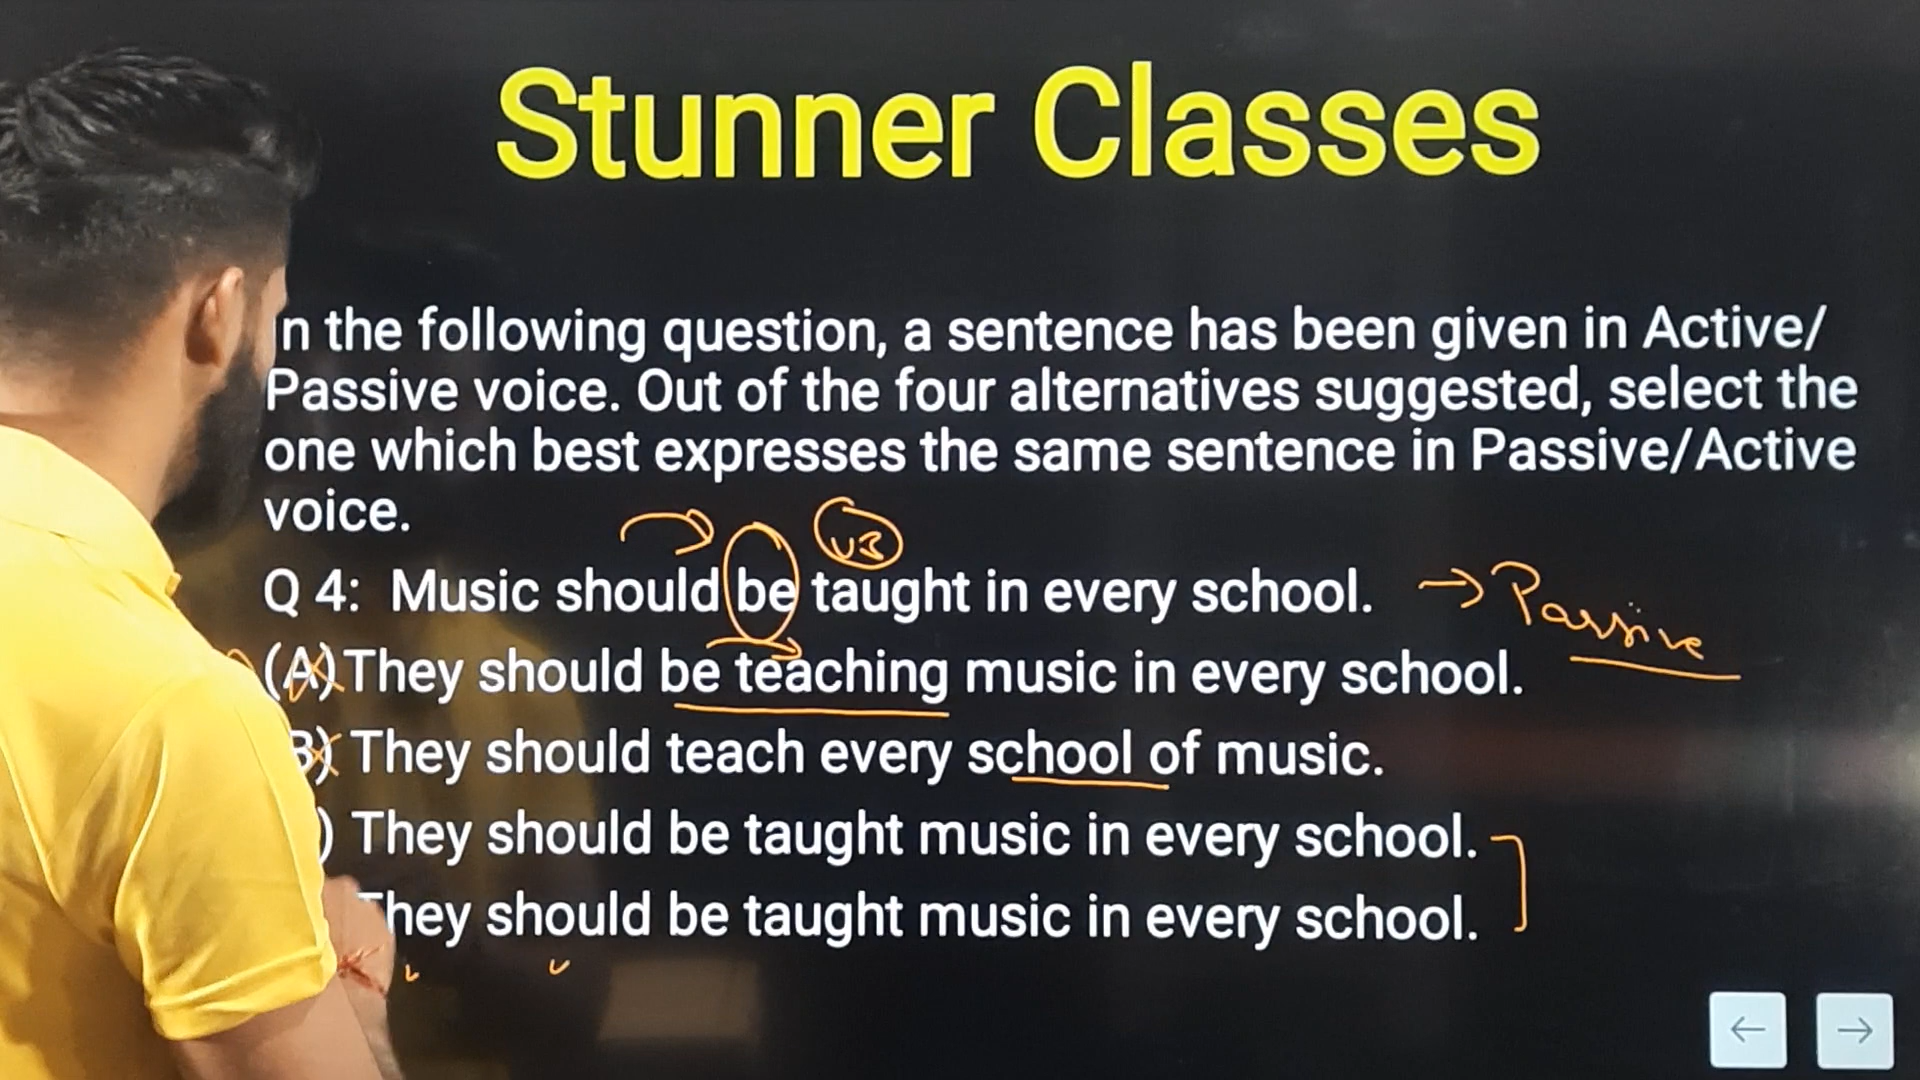 Stunner Classes
In the following question, a sentence has been given in Active/
Passive voice. Out of the four alternatives suggested, select the
one which best expresses the same sentence in Passive/Active
voice.
V3
Q 4: Music should be taught in every school. → Passive
(A) They should be teaching music in every school.
B) They should teach every school of music.
) They should be taught music in every school.
They should be taught music in every school.